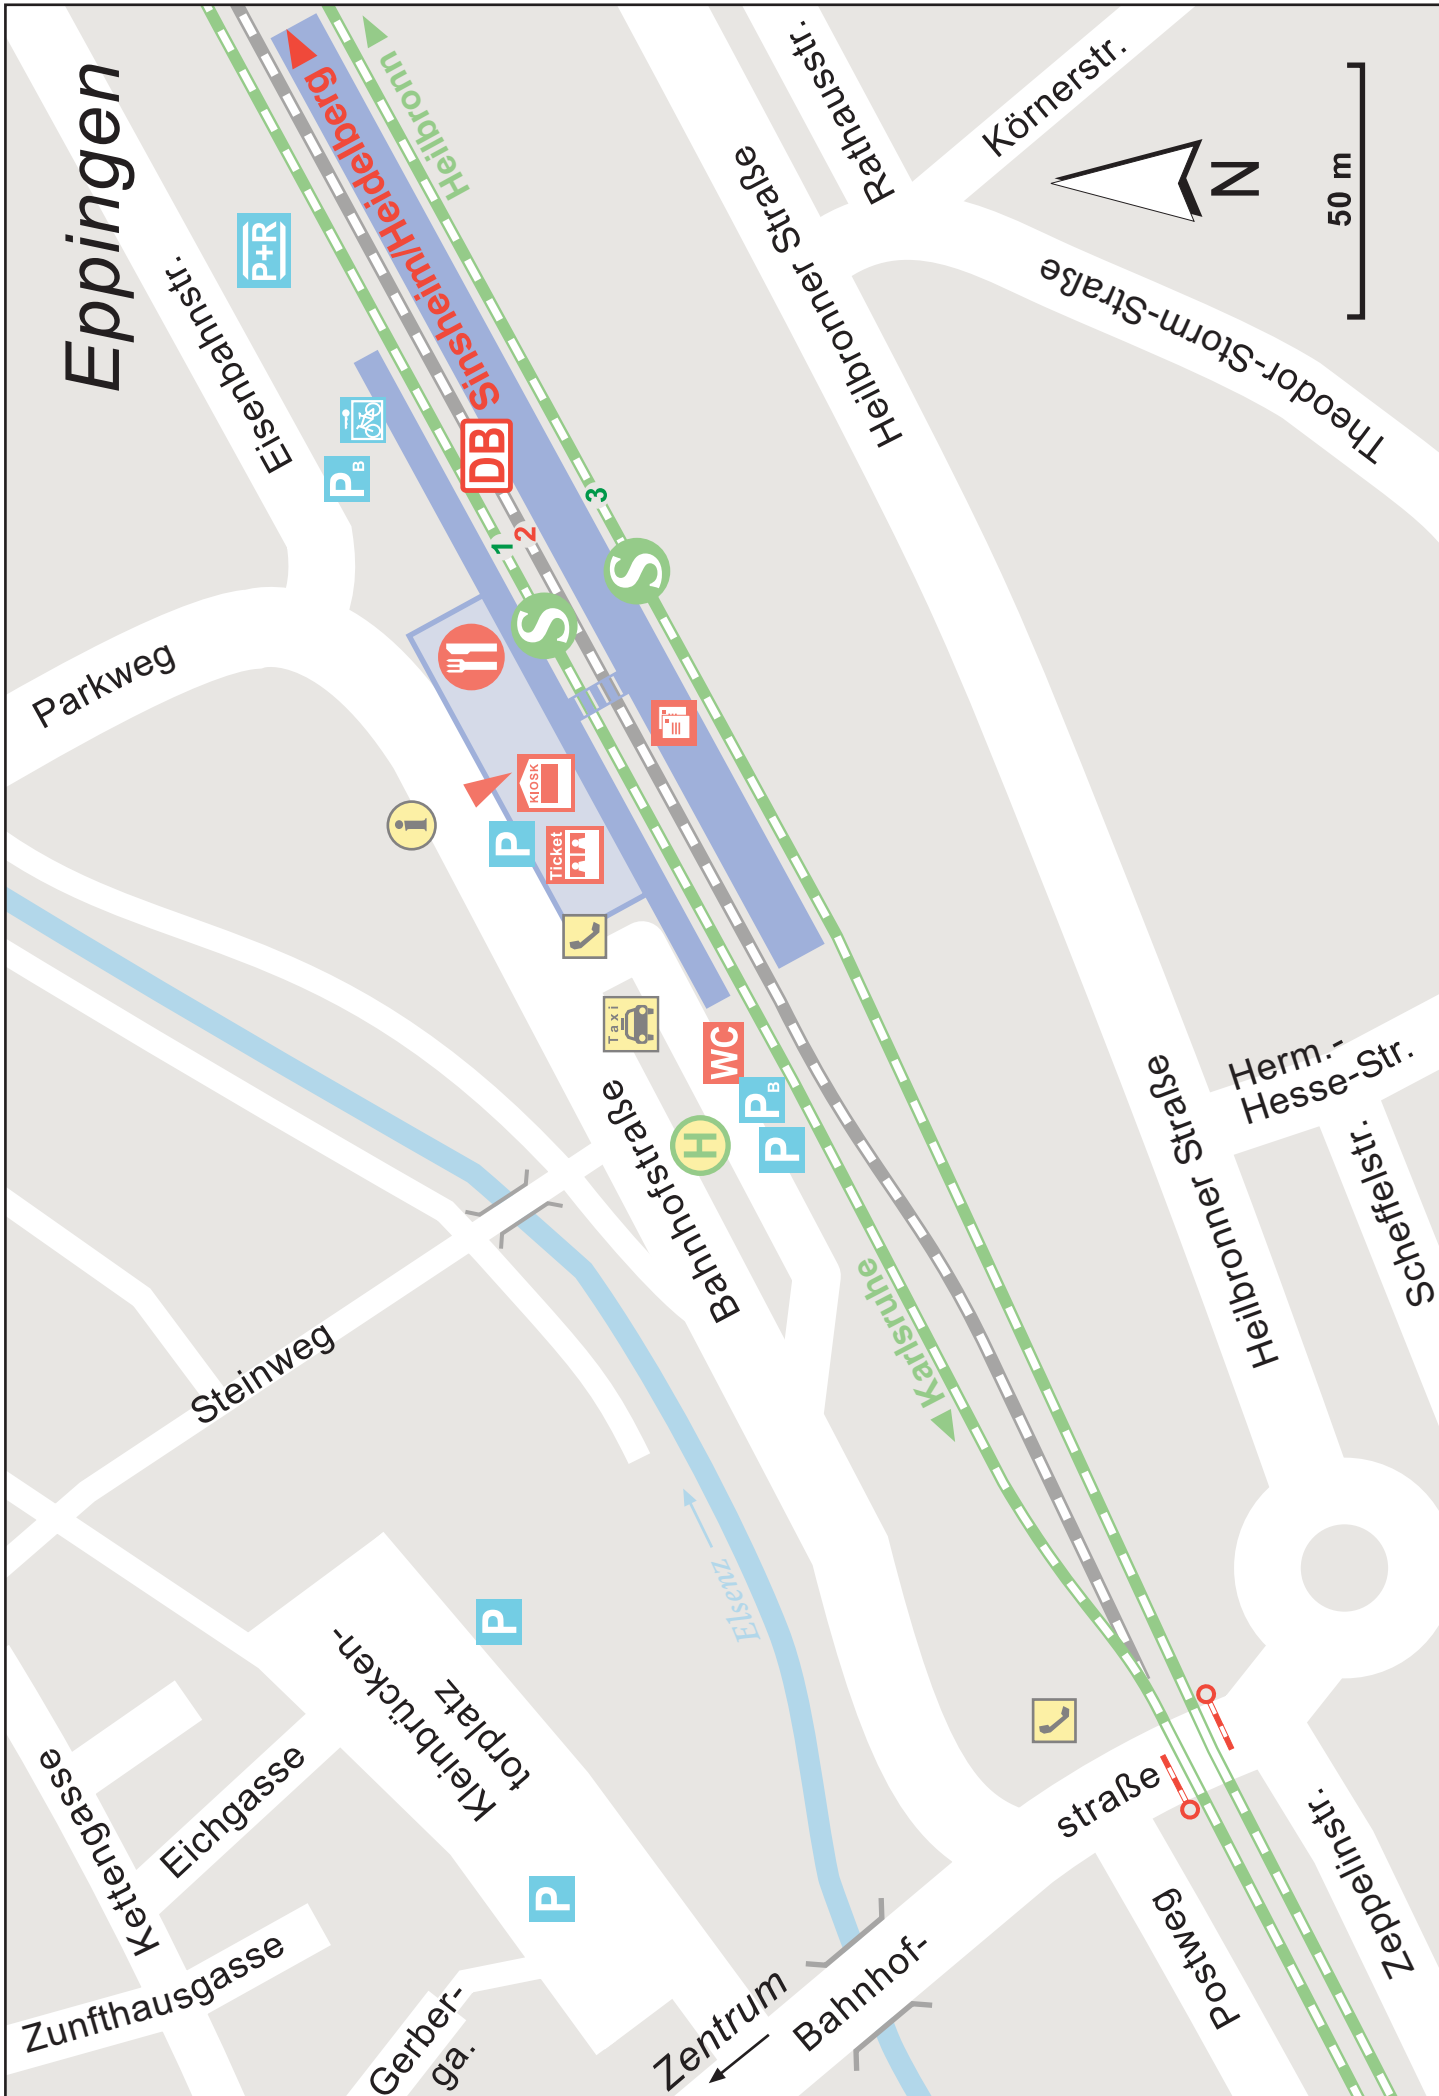 Eppingen
Eisenbahnstr.
P+R
Sinsheim/Heidelberg
Heilbronn
Rathausstr.
Körnerstr.
Heilbronner Straße
N
50 m
Theodor-Storm-Straße
PB
DB
1
2
3
S
S
Parkweg
i
KIOSK
P
Ticket
Taxi
WC
PB
P
H
Bahnhofstraße
Herm.-
Hesse-Str.
Scheffelstr.
Heilbronner Straße
Karlsruhe
Steinweg
Elsenz
P
Kleinbrücken-
torplatz
P
Kettengasse
Eichgasse
Zunfthausgasse
Gerber-
ga.
Zentrum
Bahnhof-
straße
Postweg
Zeppelinstr.